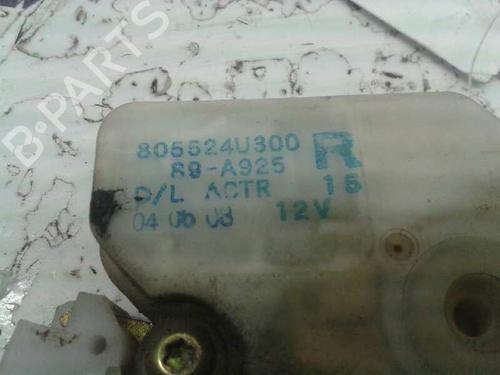 B-PARTS
805524U300 R
89-A925
D/L ACTR 15
04 06 08 12V